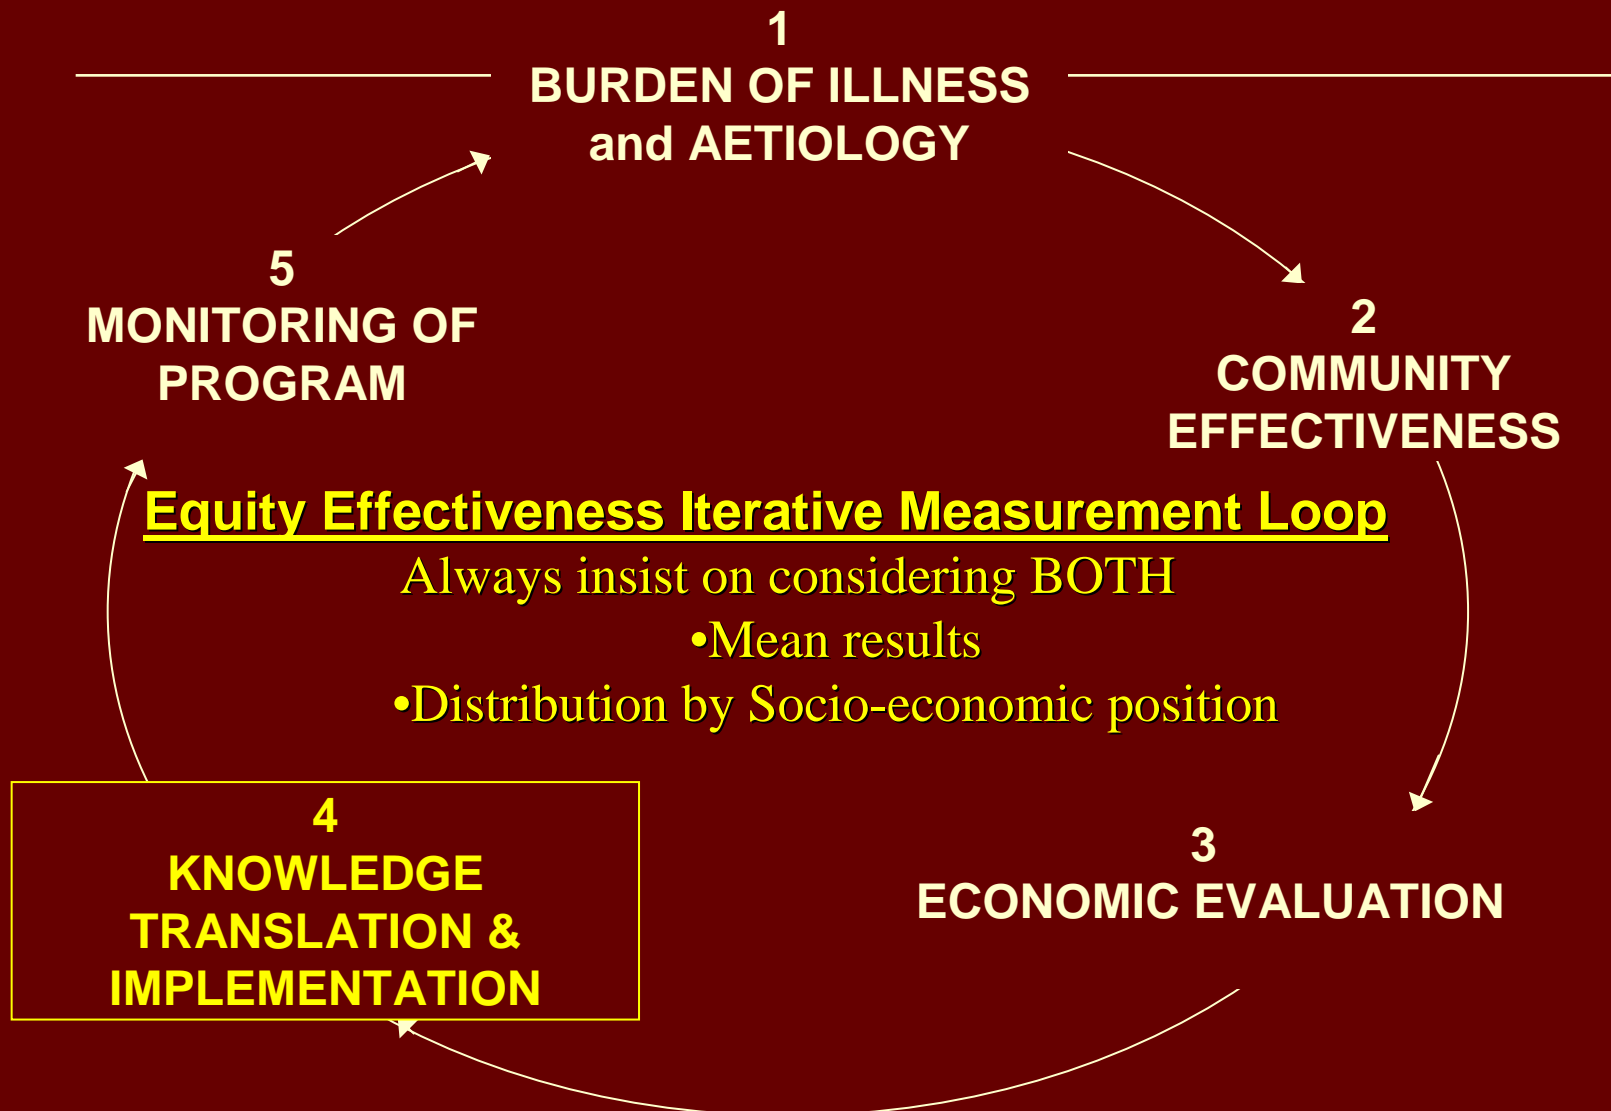 1
BURDEN OF ILLNESS
and AETIOLOGY
5
MONITORING OF
PROGRAM
2
COMMUNITY
EFFECTIVENESS
Equity Effectiveness Iterative Measurement Loop
Always insist on considering BOTH
•Mean results
•Distribution by Socio-economic position
4
KNOWLEDGE
TRANSLATION &
IMPLEMENTATION
3
ECONOMIC EVALUATION